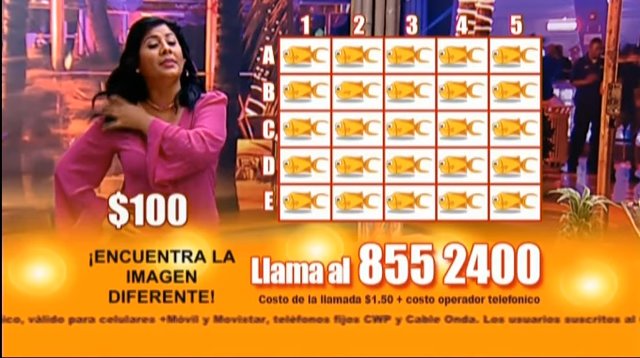 1 2 3 4 5
A
B
C
D
E
$100
¡ENCUENTRA LA
IMAGEN
DIFERENTE!
Llama al 855 2400
Costo de la llamada $1.50 + costo operador telefonico
ico, válido para celulares +Móvil y Movistar, teléfonos fijos CWP y Cable Onda. Los usuarios suscritos al